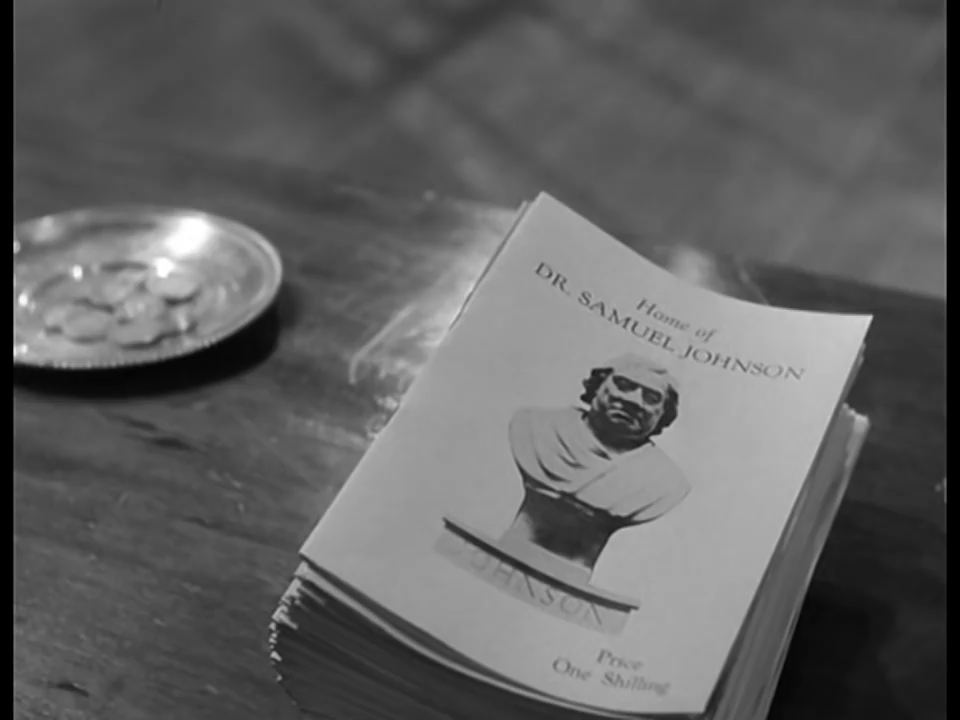 Home of
DR. SAMUEL JOHNSON
JOHNSON
Price
One Shilling